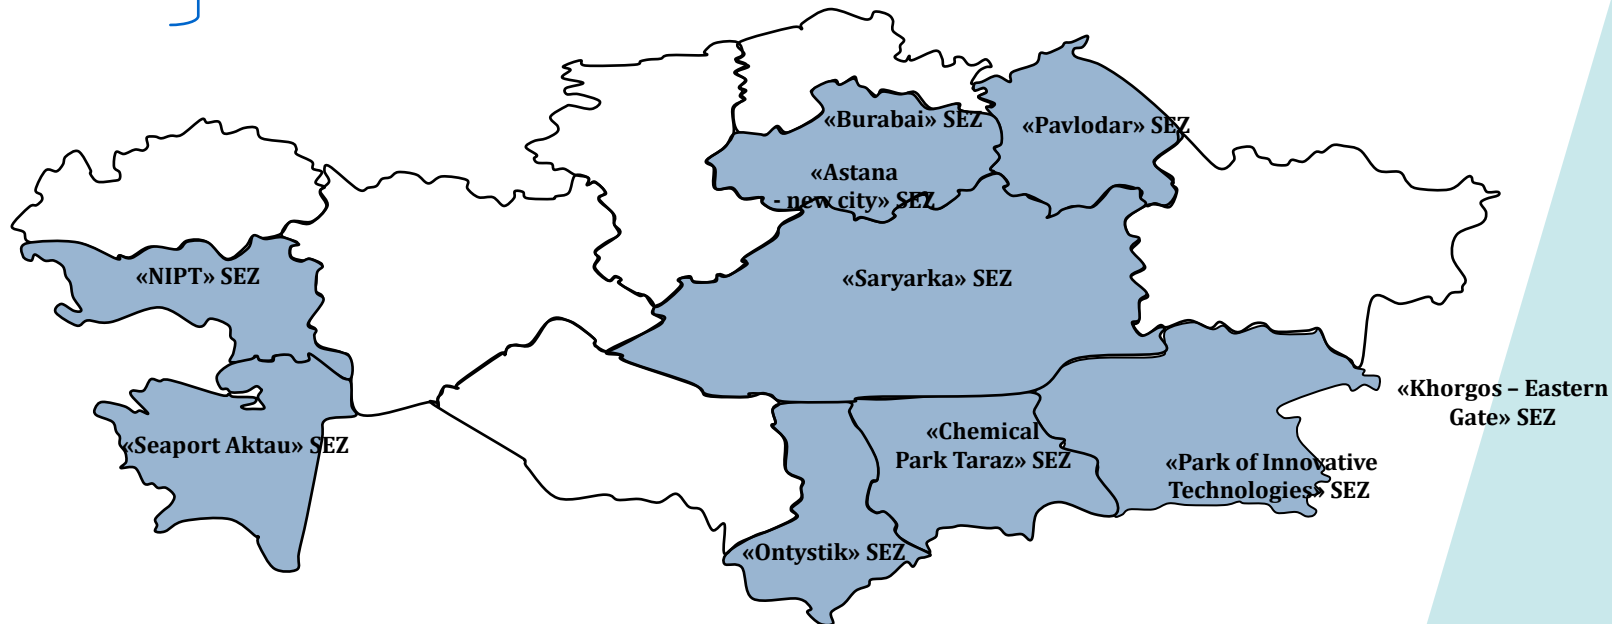 «Burabai» SEZ
«Pavlodar» SEZ
«Astana
- new city» SEZ
«NIPT» SEZ
«Saryarka» SEZ
«Khorgos – Eastern
Gate» SEZ
«Seaport Aktau» SEZ
«Chemical
Park Taraz» SEZ
«Park of Innovative
Technologies» SEZ
«Ontystik» SEZ